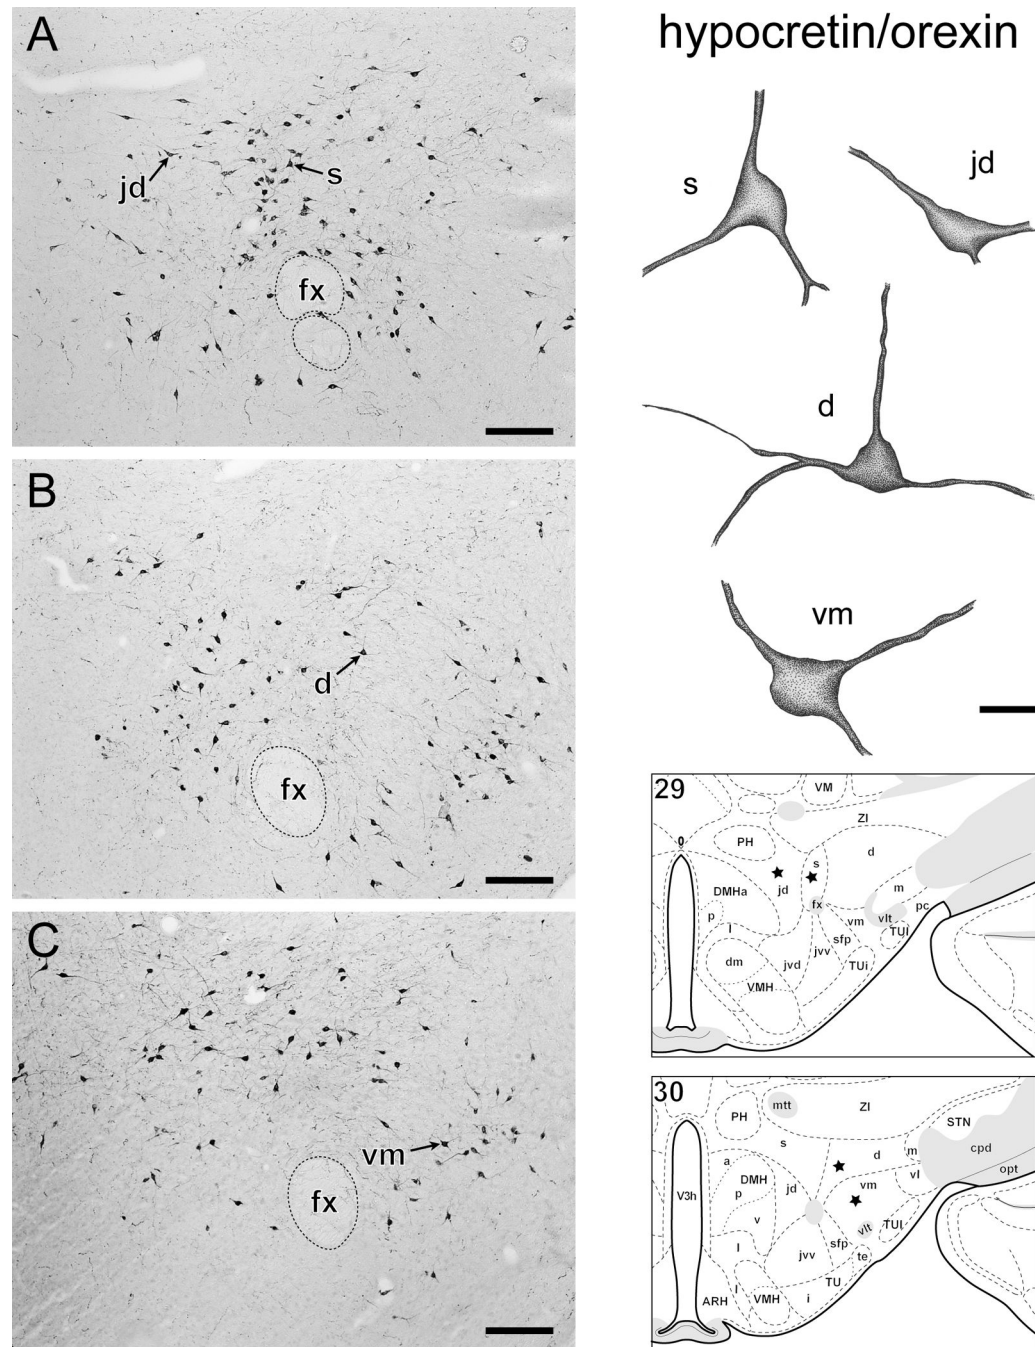 A
jd
s
fx
B
d
fx
C
vm
fx
hypocretin/orexin
s
jd
d
vm
29
VM
ZI
PH
s
d
DMHa
jd
m
p
fx
pc
vm
vlt
l
sfp
TUl
dm
jvd
jvv
TUi
VMH
30
mtt
ZI
PH
STN
s
d
m
cpd
a
DMH
vm
vl
opt
p
jd
V3h
v
vlt
TUl
l
sfp
jvv
te
l
TU
ARH
VMH
i